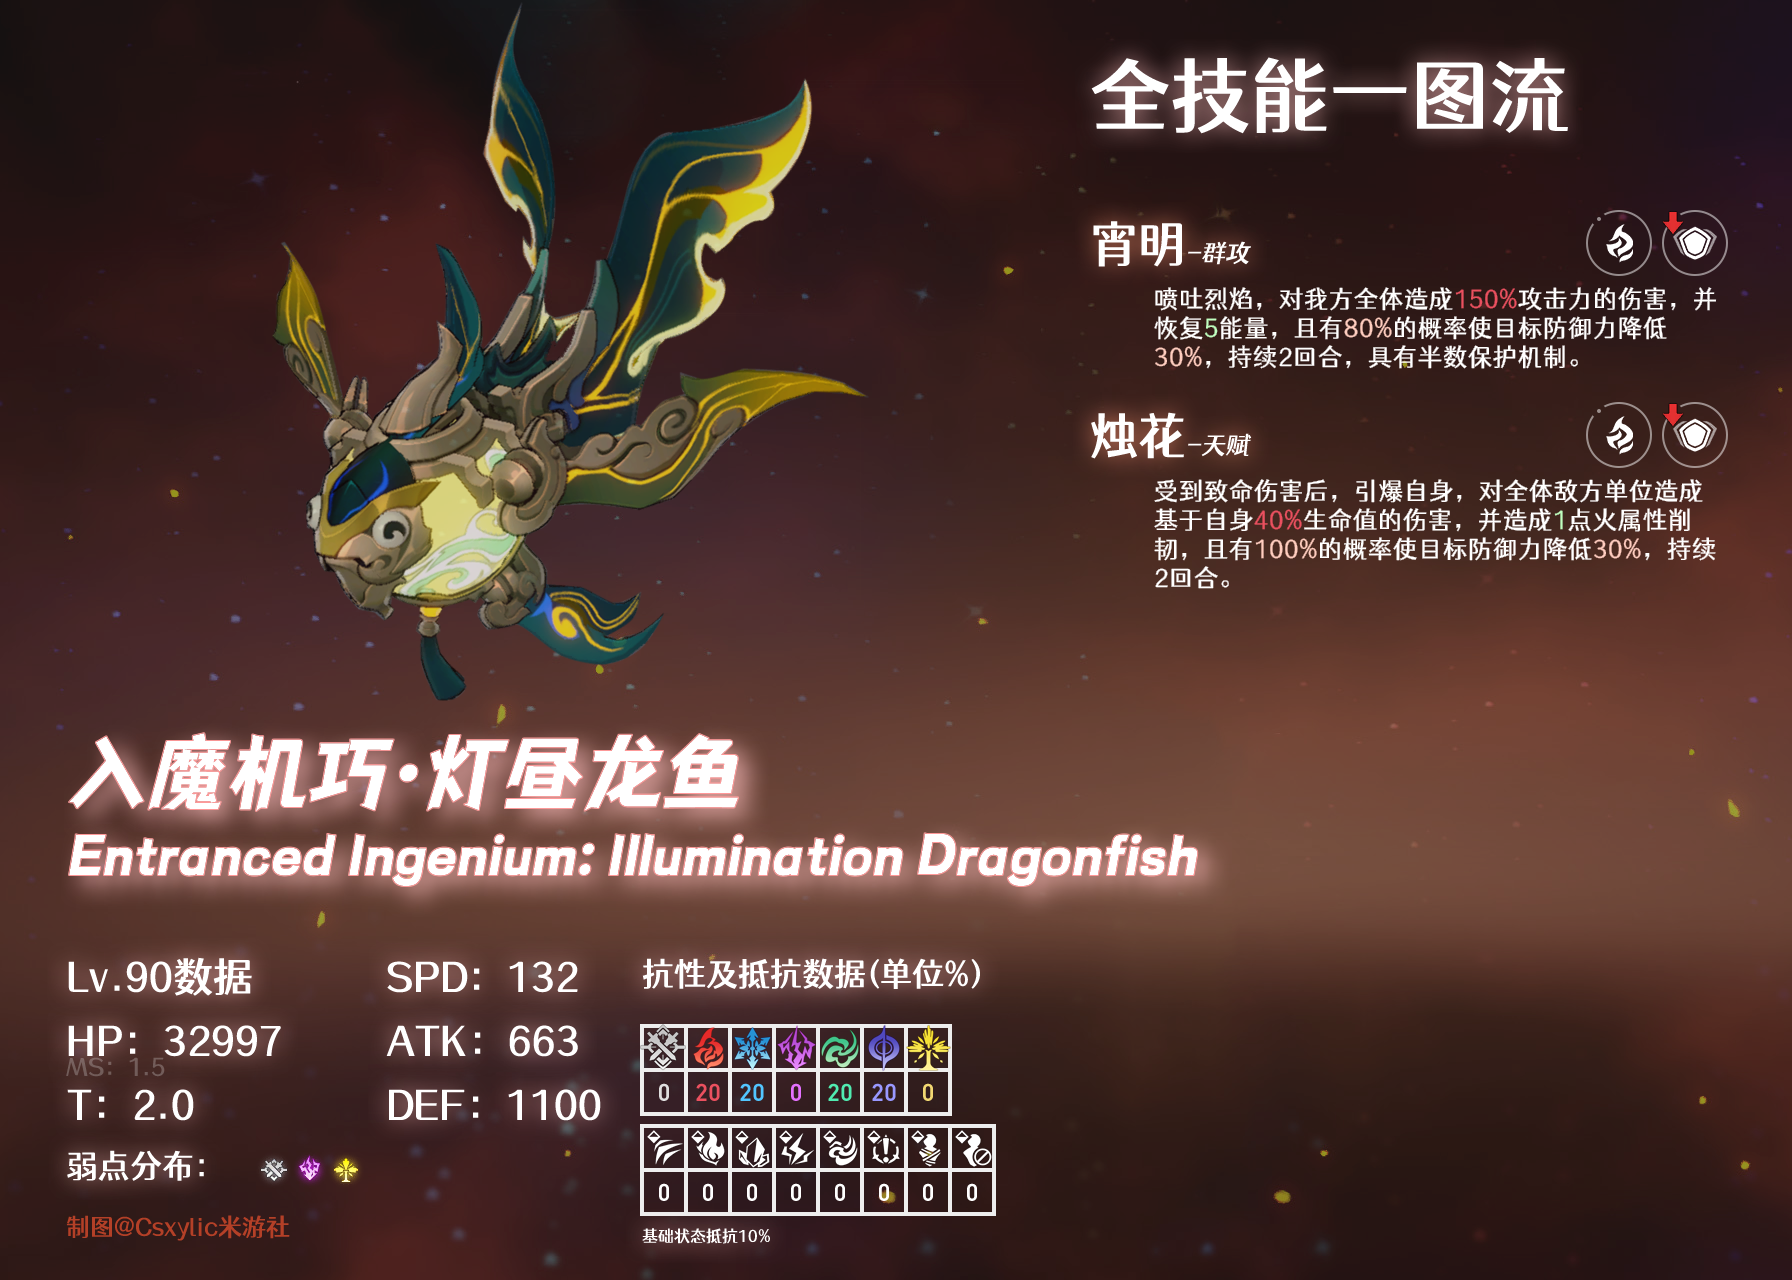 全技能一图流
宵明-群攻
喷吐烈焰，对我方全体造成150%攻击力的伤害，并
恢复5能量，且有80%的概率使目标防御力降低
30%，持续2回合，具有半数保护机制。
烛花-天赋
受到致命伤害后，引爆自身，对全体敌方单位造成
基于自身40%生命值的伤害，并造成1点火属性削
韧，且有100%的概率使目标防御力降低30%，持续
2回合。
入魔机巧·灯昼龙鱼
Entranced Ingenium: Illumination Dragonfish
Lv.90数据
SPD：132
HP：32997
ATK：663
MS：1.5
T：2.0
DEF：1100
弱点分布：
制图@Csxylic米游社
抗性及抵抗数据(单位%)
0 20 20 0 20 20 0
0 0 0 0 0 0 0 0
基础状态抵抗10%